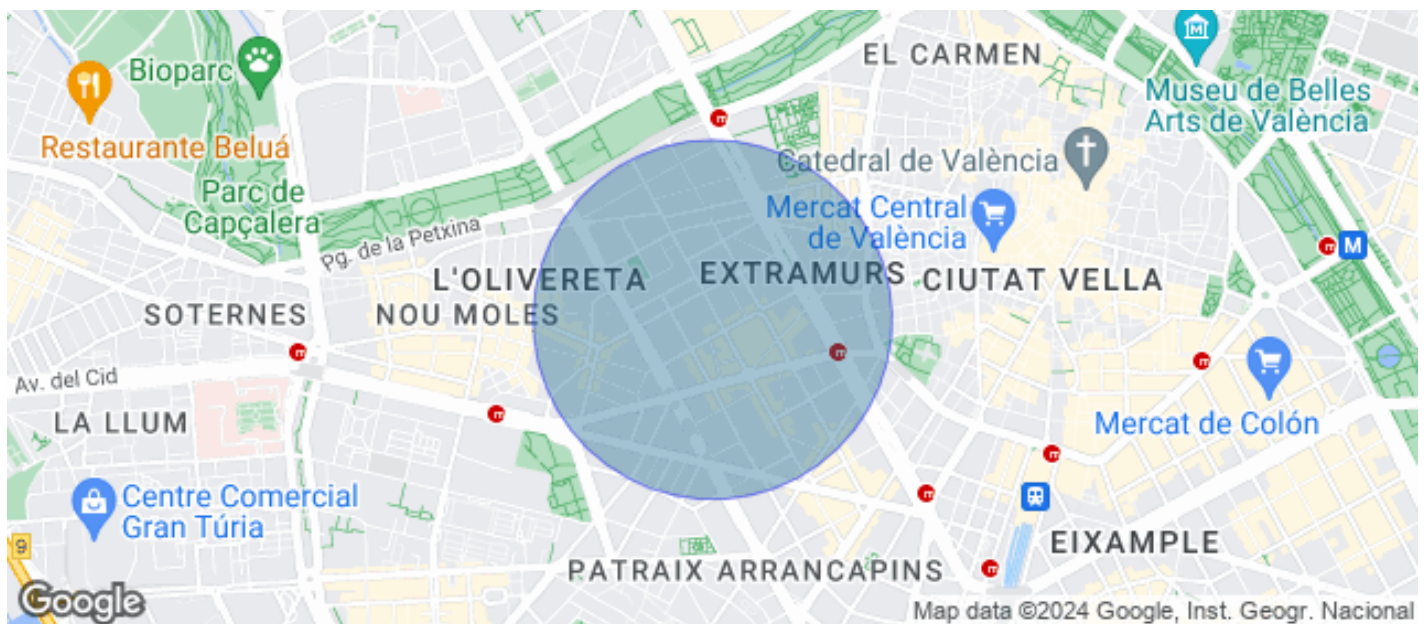 EL CARMEN
Bioparc
Museu de Belles
Arts de València
Restaurante Beluá
Catedral de València
Parc de
Capçalera
Mercat Central
de València
Pg. de la Petxina
L'OLIVERETA
EXTRAMURS
CIUTAT VELLA
SOTERNES
NOU MOLES
M
Av. del Cid
LA LLUM
Mercat de Colón
Centre Comercial
Gran Túria
9
EIXAMPLE
PATRAIX
ARRANCAPINS
Google
Map data ©2024 Google, Inst. Geogr. Nacional